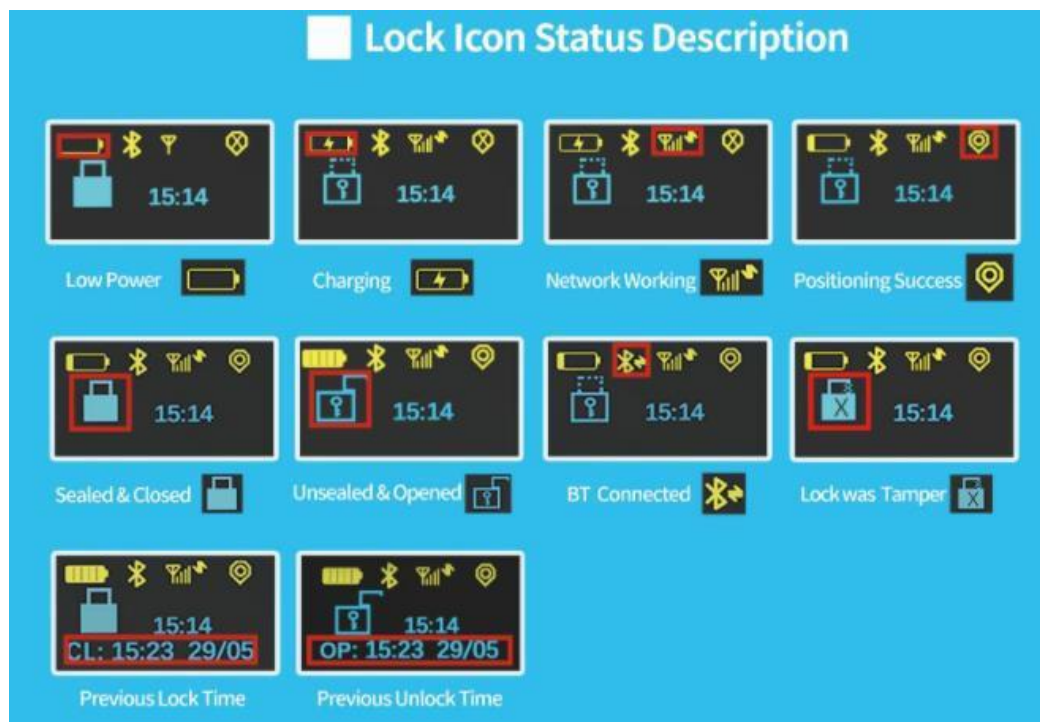 Lock Icon Status Description
15:14
15:14
15:14
15:14
Low Power
Charging
Network Working
Positioning Success
15:14
15:14
15:14
15:14
X
Sealed & Closed
Unsealed & Opened
BT Connected
Lock was Tamper
X
15:14
CL: 15:23 29/05
15:14
OP: 15:23 29/05
Previous Lock Time
Previous Unlock Time